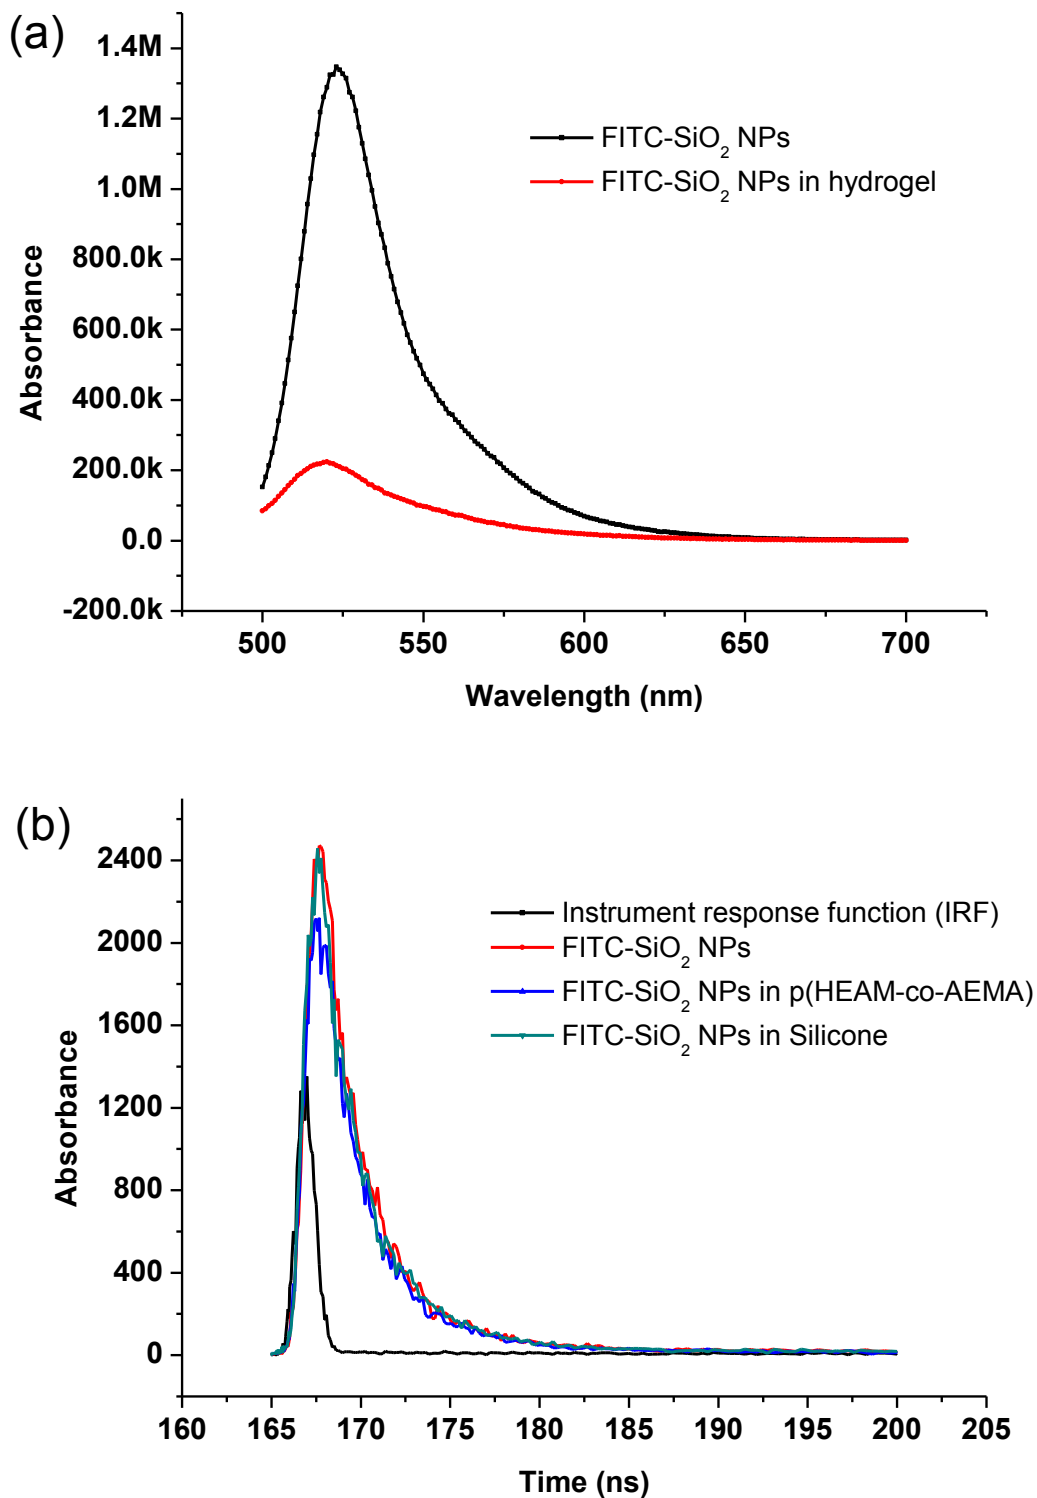 (a)
1.4M
1.2M
1.0M
800.0k
600.0k
400.0k
200.0k
0.0
-200.0k
Absorbance
FITC-SiO₂ NPs
FITC-SiO₂ NPs in hydrogel
500 550 600 650 700
Wavelength (nm)
(b)
2400
2000
1600
1200
800
400
0
Absorbance
Instrument response function (IRF)
FITC-SiO₂ NPs
FITC-SiO₂ NPs in p(HEAM-co-AEMA)
FITC-SiO₂ NPs in Silicone
160 165 170 175 180 185 190 195 200 205
Time (ns)